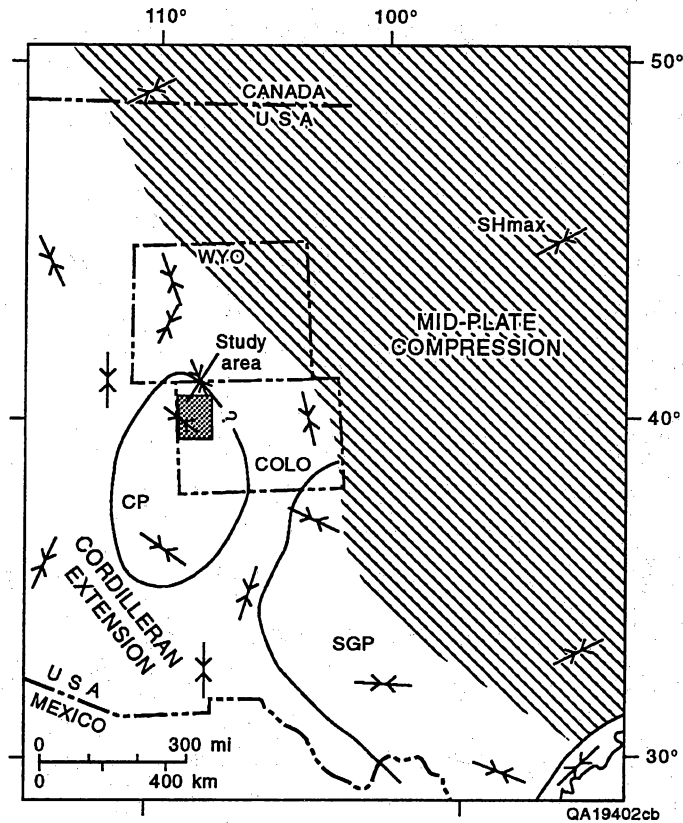 110° 100°
50°
CANADA
U S A
SHmax
WYO
MID-PLATE
COMPRESSION
Study
area
40°
?
COLO
CP
CORDILLERAN
EXTENSION
SGP
U S A
MEXICO
0 300 mi
0 400 km
30°
QA19402cb